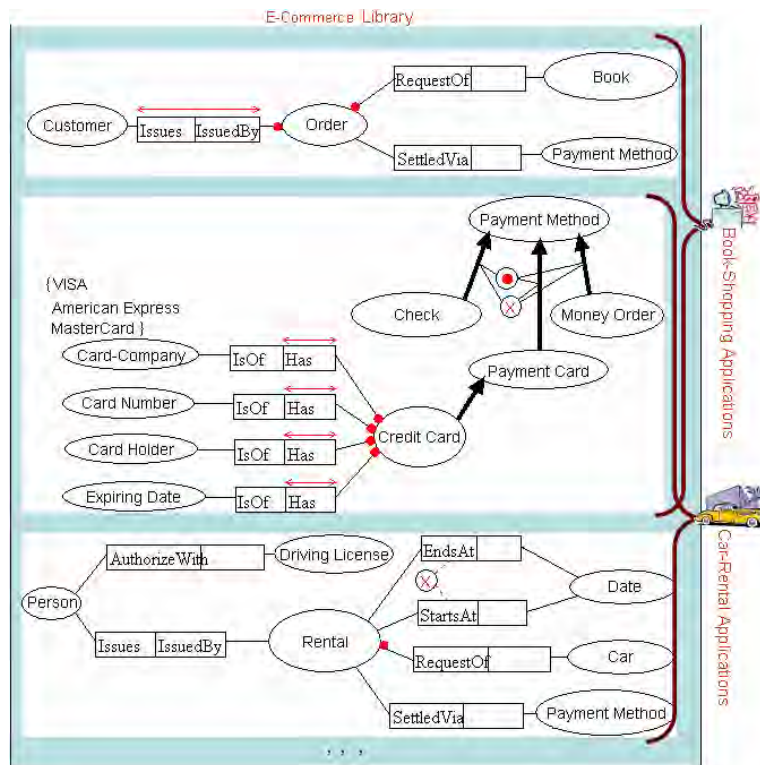 E-Commerce Library
RequestOf
Book
Customer
Issues
IssuedBy
Order
SettledVia
Payment Method
Payment Method
{VISA
American Express
MasterCard }
Check
Money Order
Card-Company
IsOf
Has
Payment Card
Card Number
IsOf
Has
Credit Card
Card Holder
IsOf
Has
Expiring Date
IsOf
Has
Book-Shopping Applications
AuthorizeWith
Driving License
EndsAt
Person
X
Date
StartsAt
Issues
IssuedBy
Rental
RequestOf
Car
SettledVia
Payment Method
Car-Rental Applications
X
, , ,